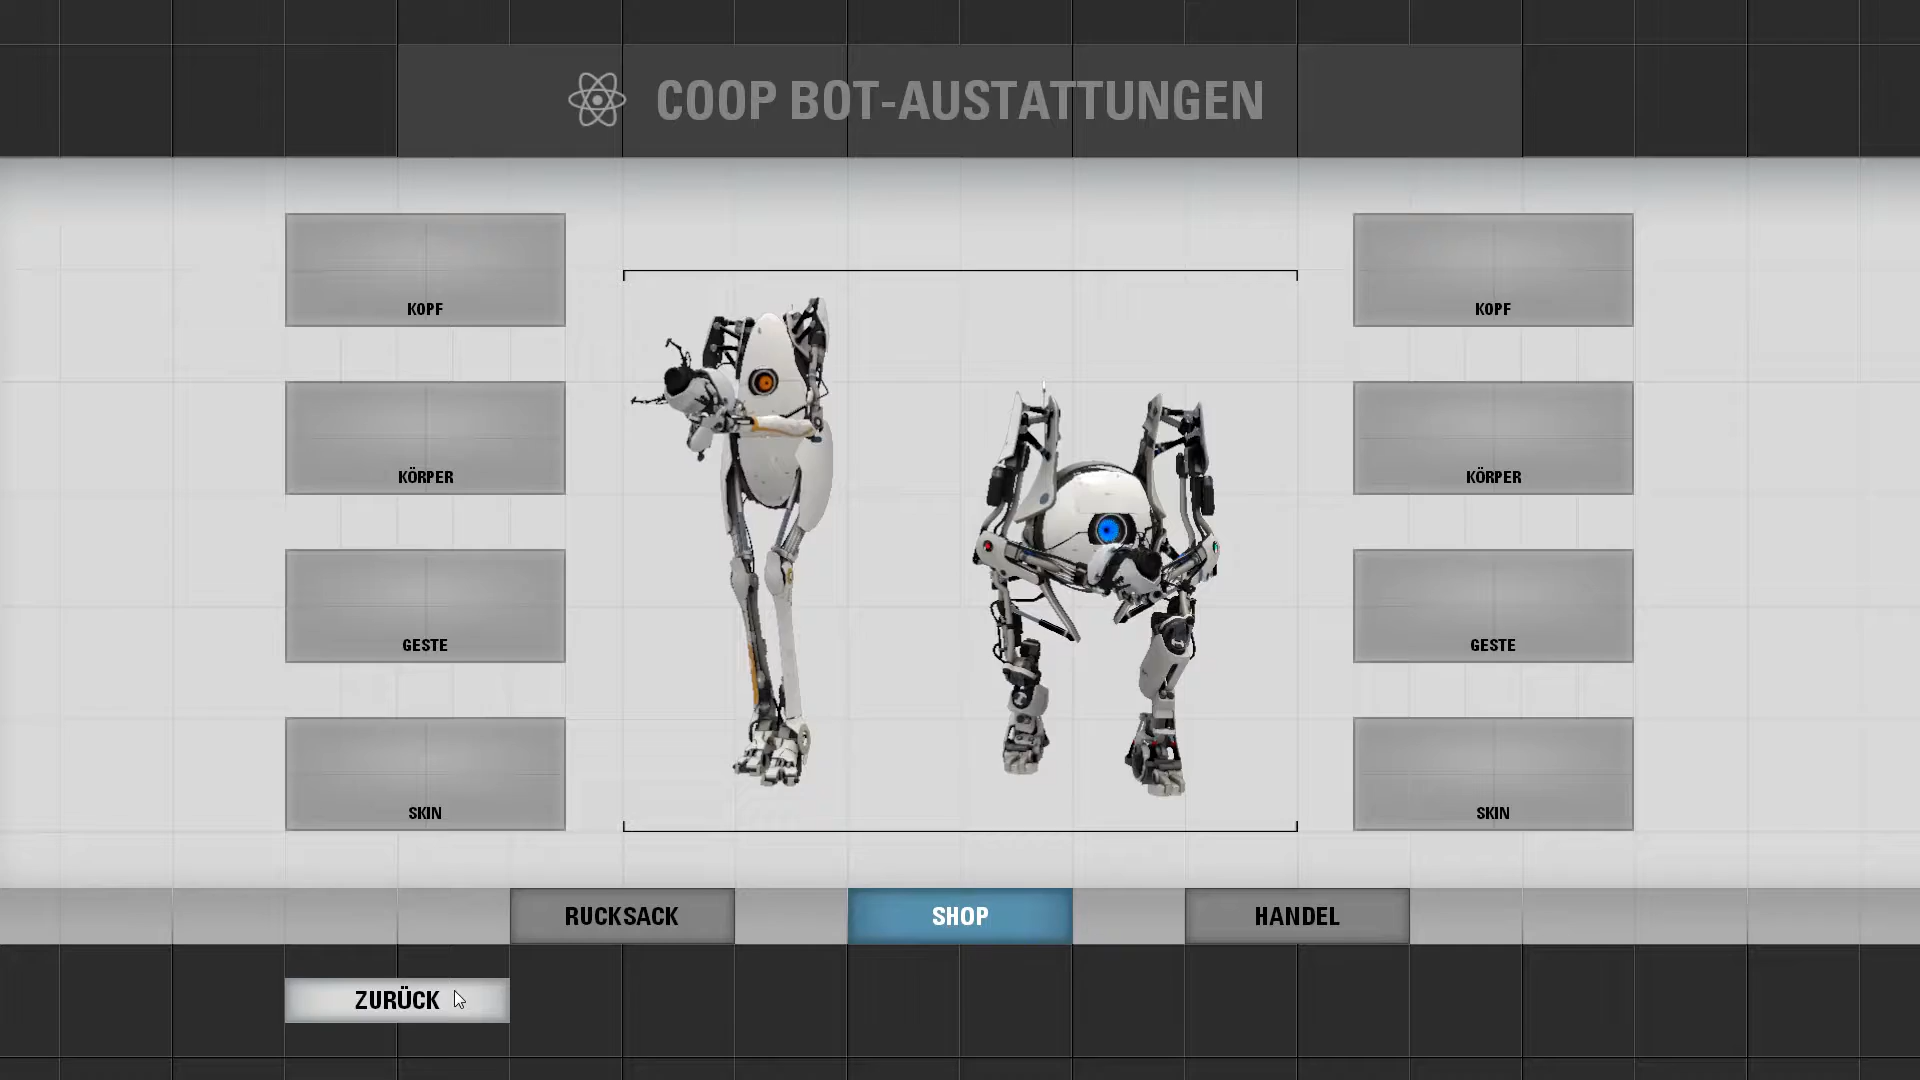 COOP BOT-AUSTATTUNGEN
KOPF
KÖRPER
GESTE
SKIN
KOPF
KÖRPER
GESTE
SKIN
RUCKSACK
SHOP
HANDEL
ZURÜCK